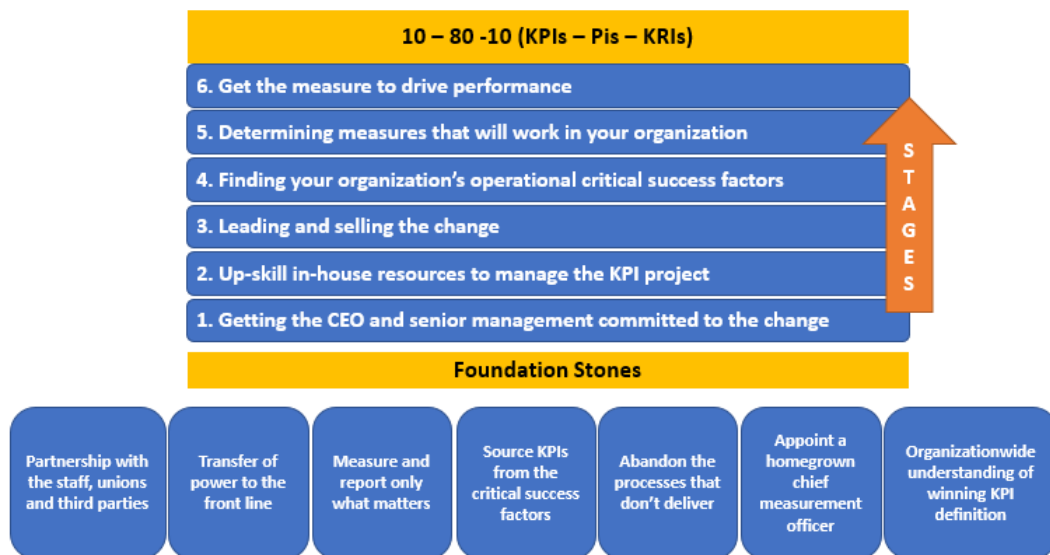 10 – 80 -10 (KPIs – Pis – KRIs)
6. Get the measure to drive performance
5. Determining measures that will work in your organization
4. Finding your organization's operational critical success factors
3. Leading and selling the change
2. Up-skill in-house resources to manage the KPI project
1. Getting the CEO and senior management committed to the change
S
T
A
G
E
S
Foundation Stones
Partnership with
the staff, unions
and third parties
Transfer of
power to the
front line
Measure and
report only
what matters
Source KPIs
from the
critical success
factors
Abandon the
processes that
don't deliver
Appoint a
homegrown
chief
measurement
officer
Organizationwide
understanding of
winning KPI
definition